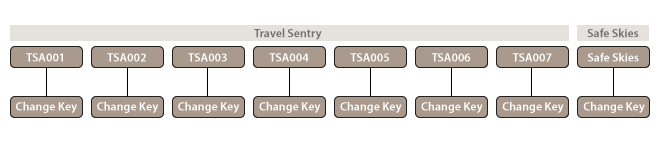 Travel Sentry Safe Skies
TSA001 TSA002 TSA003 TSA004 TSA005 TSA006 TSA007 Safe Skies
Change Key Change Key Change Key Change Key Change Key Change Key Change Key Change Key